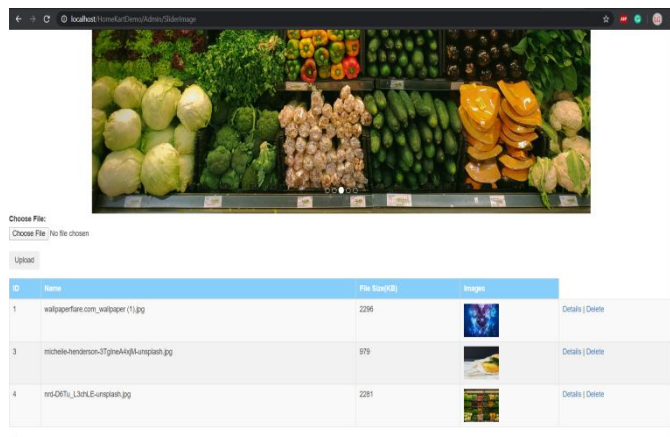 localhost/HomeKartDemo/Admin/SliderImage
Choose File:
Choose File No file chosen
Upload
ID Name File Size(KB) Images
1 wallpaperflare.com_wallpaper (1).jpg 2296 Details | Delete
3 michelle-henderson-3TgineA4xjM-unsplash.jpg 979 Details | Delete
4 nrd-D6Tu_L3chLE-unsplash.jpg 2281 Details | Delete